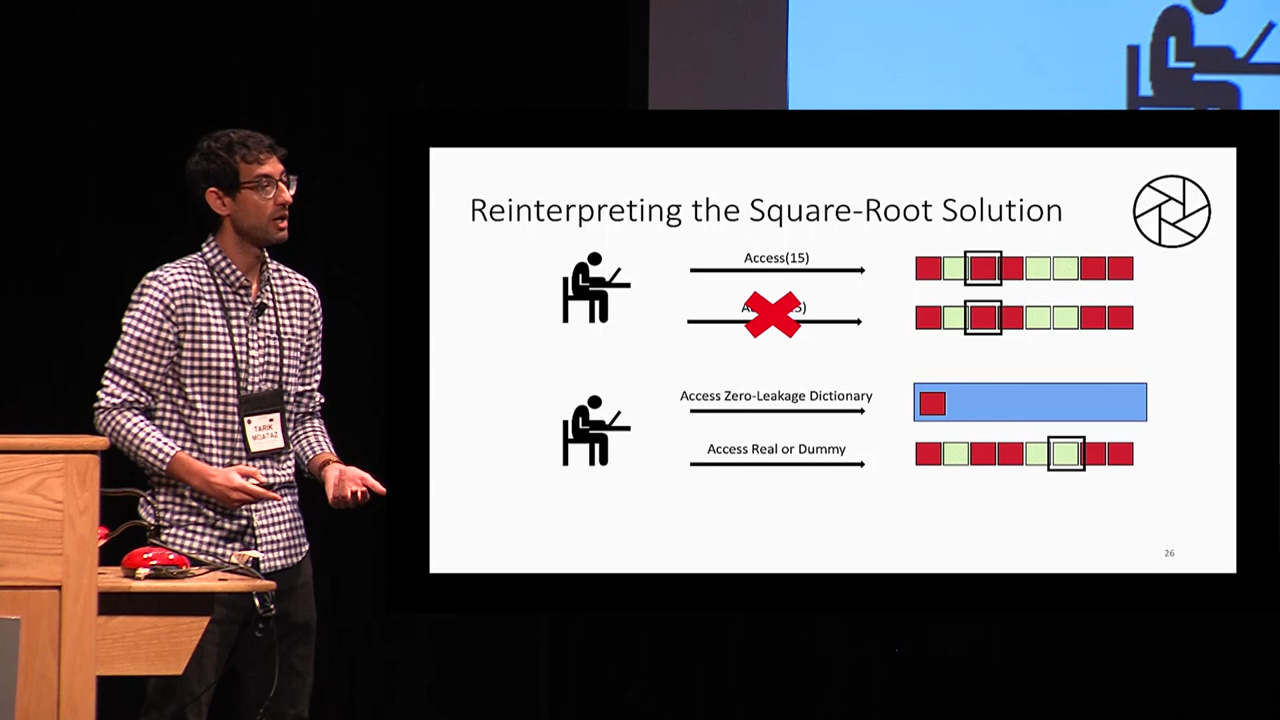 Reinterpreting the Square-Root Solution
Access(15)
Access Zero-Leakage Dictionary
Access Real or Dummy
26
TARIK
MOATAZ